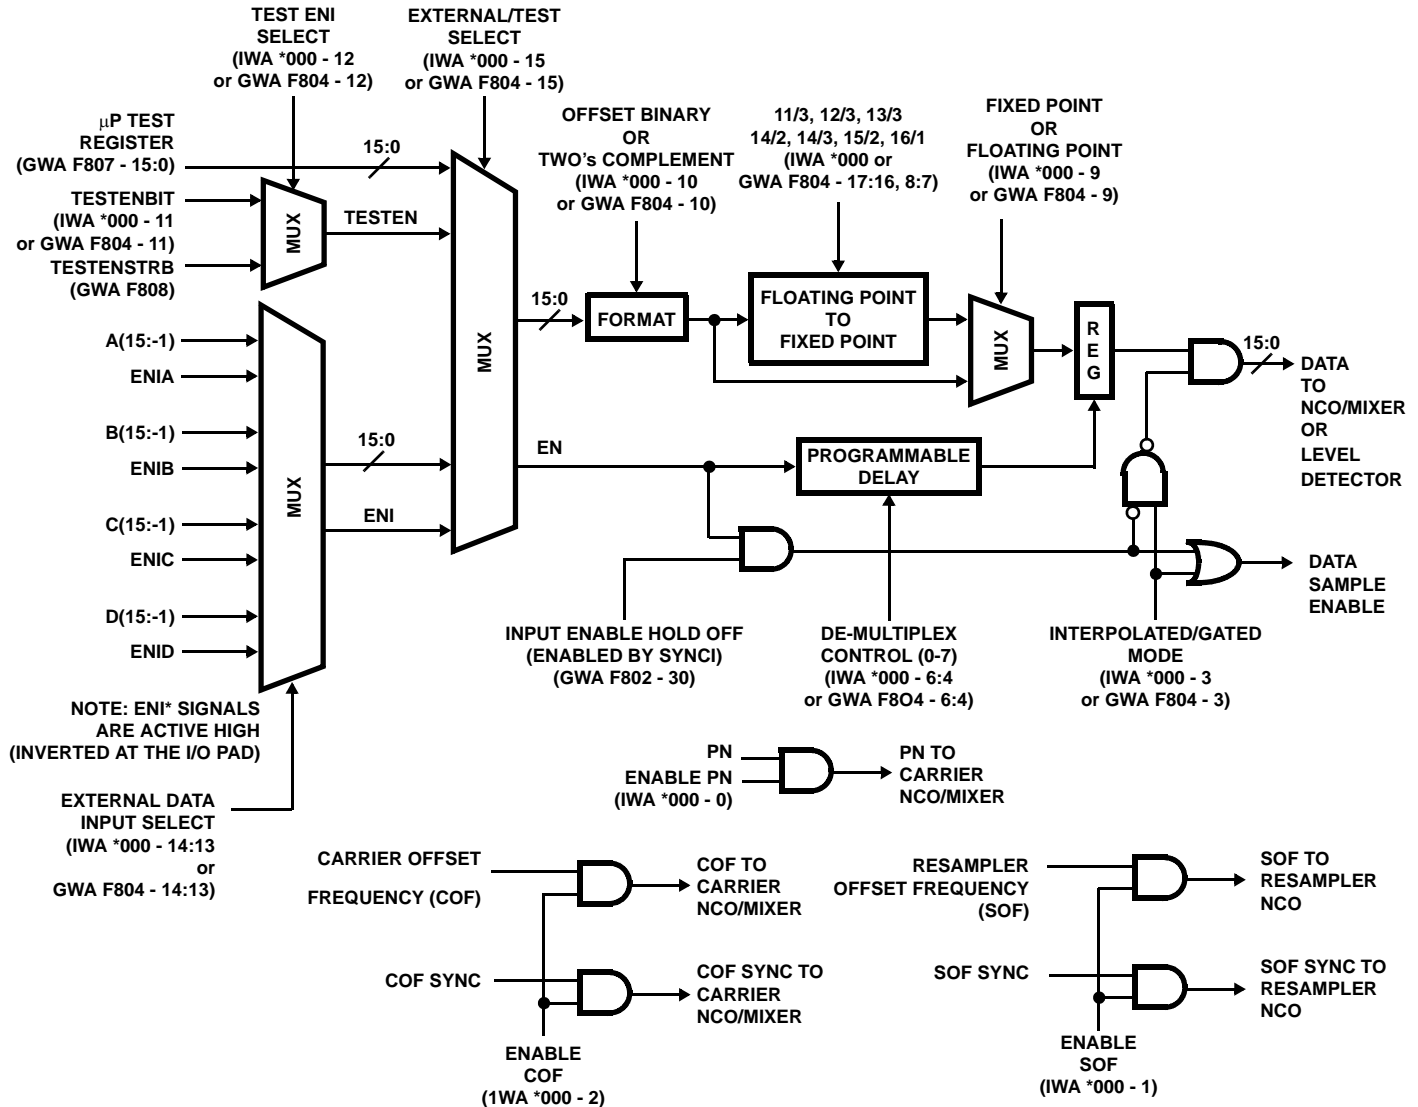 TEST ENI
SELECT
(IWA *000 - 12
or GWA F804 - 12)
EXTERNAL/TEST
SELECT
(IWA *000 - 15
or GWA F804 - 15)
µP TEST
REGISTER
(GWA F807 - 15:0)
15:0
TESTENBIT
(IWA *000 - 11
or GWA F804 - 11)
TESTENSTRB
(GWA F808)
MUX
TESTEN
OFFSET BINARY
OR
TWO's COMPLEMENT
(IWA *000 - 10
or GWA F804 - 10)
11/3, 12/3, 13/3
14/2, 14/3, 15/2, 16/1
(IWA *000 or
GWA F804 - 17:16, 8:7)
FIXED POINT
OR
FLOATING POINT
(IWA *000 - 9
or GWA F804 - 9)
A(15:-1)
ENIA
B(15:-1)
ENIB
C(15:-1)
ENIC
D(15:-1)
ENID
MUX
15:0
ENI
MUX
15:0
FORMAT
FLOATING POINT
TO
FIXED POINT
MUX
R
E
G
15:0
DATA
TO
NCO/MIXER
OR
LEVEL
DETECTOR
EN
PROGRAMMABLE
DELAY
DATA
SAMPLE
ENABLE
INPUT ENABLE HOLD OFF
(ENABLED BY SYNCI)
(GWA F802 - 30)
DE-MULTIPLEX
CONTROL (0-7)
(IWA *000 - 6:4
or GWA F8O4 - 6:4)
INTERPOLATED/GATED
MODE
(IWA *000 - 3
or GWA F804 - 3)
NOTE: ENI* SIGNALS
ARE ACTIVE HIGH
(INVERTED AT THE I/O PAD)
EXTERNAL DATA
INPUT SELECT
(IWA *000 - 14:13
or
GWA F804 - 14:13)
PN
ENABLE PN
(IWA *000 - 0)
PN TO
CARRIER
NCO/MIXER
CARRIER OFFSET
FREQUENCY (COF)
COF TO
CARRIER
NCO/MIXER
COF SYNC
COF SYNC TO
CARRIER
NCO/MIXER
ENABLE
COF
(1WA *000 - 2)
RESAMPLER
OFFSET FREQUENCY
(SOF)
SOF TO
RESAMPLER
NCO
SOF SYNC
SOF SYNC TO
RESAMPLER
NCO
ENABLE
SOF
(IWA *000 - 1)